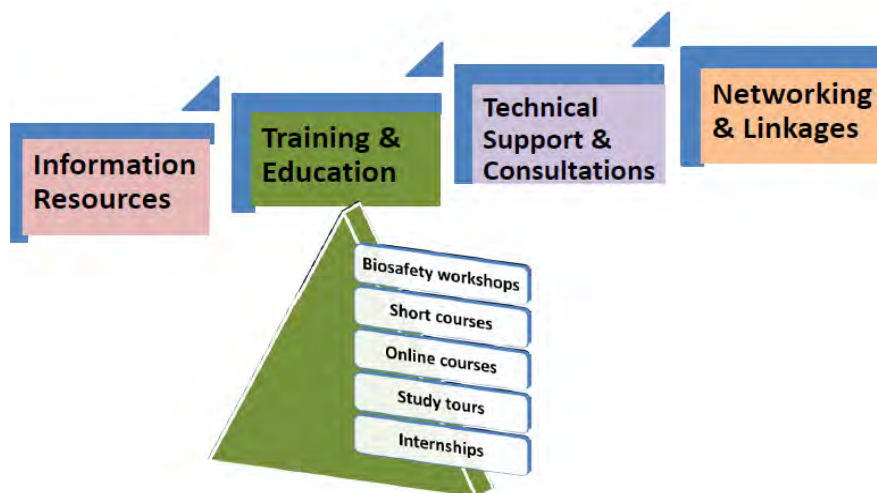 Information
Resources
Training &
Education
Technical
Support &
Consultations
Networking
& Linkages
Biosafety workshops
Short courses
Online courses
Study tours
Internships